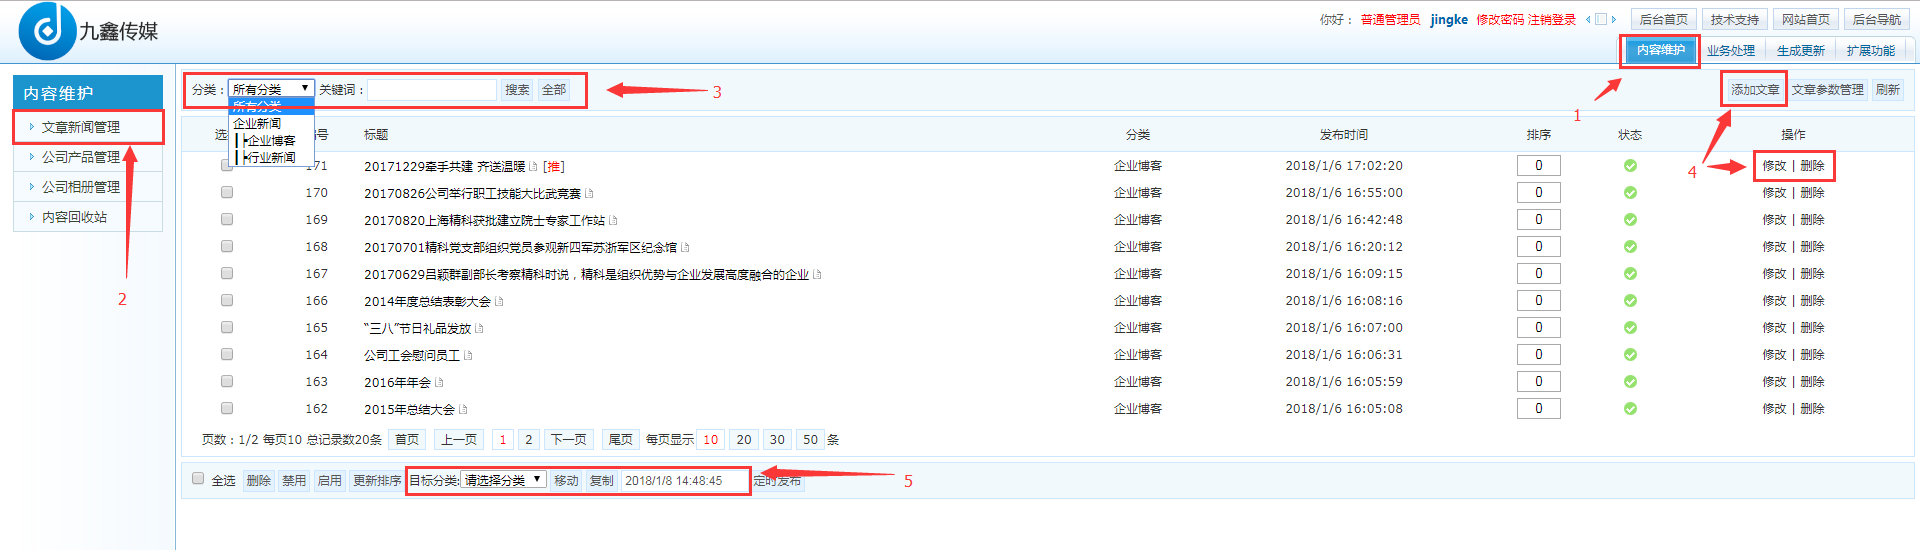 九鑫传媒
你好： 普通管理员 jingke 修改密码 注销登录 后台首页 技术支持 网站首页 后台导航
内容维护 业务处理 生成更新 扩展功能
1
内容维护
文章新闻管理
公司产品管理
公司相册管理
内容回收站
2
分类： 所有分类 关键词： 搜索 全部
3
添加文章 文章参数管理 刷新
所有分类
企业新闻
┃┣企业博客
┃┣行业新闻
4
选 号 标题 分类 发布时间 排序 状态 操作
171 20171229牵手共建 齐送温暖 [推] 企业博客 2018/1/6 17:02:20 0 修改 | 删除
170 20170826公司举行职工技能大比武竞赛 企业博客 2018/1/6 16:55:00 0 修改 | 删除
169 20170820上海精科获批建立院士专家工作站 企业博客 2018/1/6 16:42:48 0 修改 | 删除
168 20170701精科党支部组织党员参观新四军苏浙军区纪念馆 企业博客 2018/1/6 16:20:12 0 修改 | 删除
167 20170629吕颖群副部长考察精科时说，精科是组织优势与企业发展高度融合的企业 企业博客 2018/1/6 16:09:15 0 修改 | 删除
166 2014年度总结表彰大会 企业博客 2018/1/6 16:08:16 0 修改 | 删除
165 “三八”节日礼品发放 企业博客 2018/1/6 16:07:00 0 修改 | 删除
164 公司工会慰问员工 企业博客 2018/1/6 16:06:31 0 修改 | 删除
163 2016年年会 企业博客 2018/1/6 16:05:59 0 修改 | 删除
162 2015年总结大会 企业博客 2018/1/6 16:05:08 0 修改 | 删除
页数：1/2 每页10 总记录数20条 首页 上一页 1 2 下一页 尾页 每页显示 10 20 30 50 条
全选 删除 禁用 启用 更新排序 目标分类: 请选择分类 移动 复制 2018/1/8 14:48:45 定时发布
5